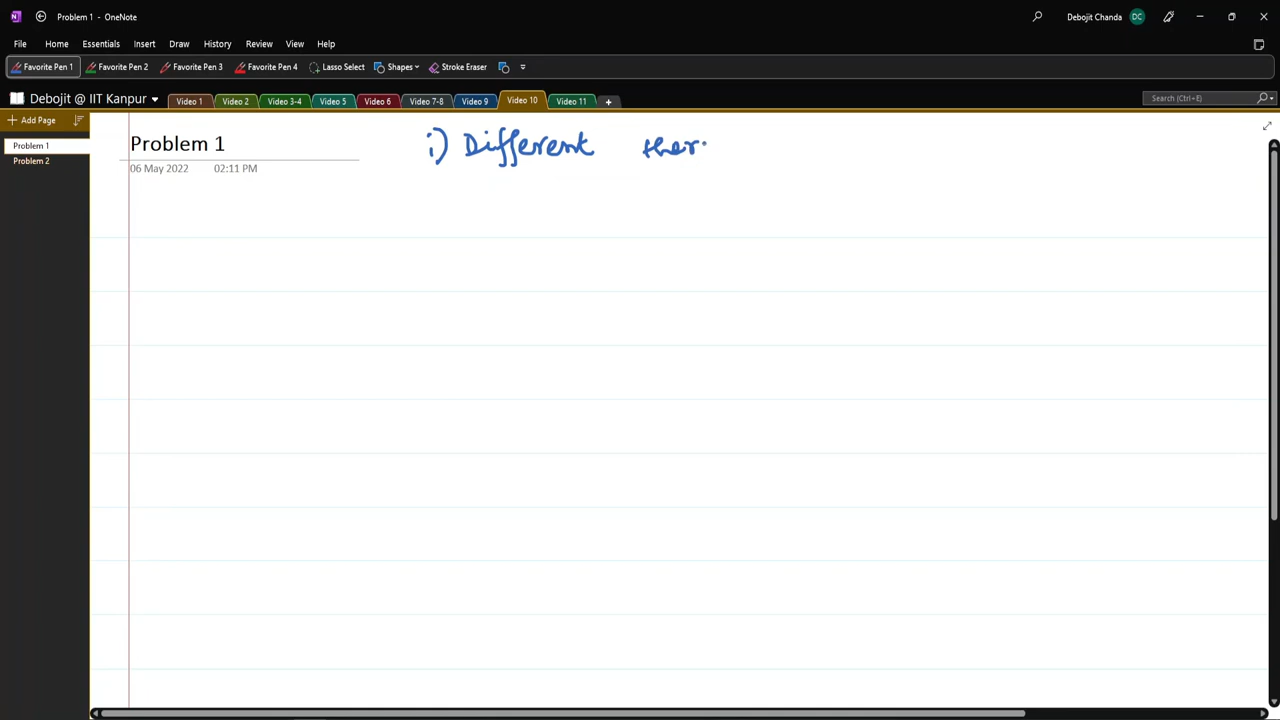 Problem 1 - OneNote
Debojit Chanda DC
File Home Essentials Insert Draw History Review View Help
Favorite Pen 1 Favorite Pen 2 Favorite Pen 3 Favorite Pen 4 Lasso Select Shapes Stroke Eraser
Debojit @ IIT Kanpur Video 1 Video 2 Video 3-4 Video 5 Video 6 Video 7-8 Video 9 Video 10 Video 11 + Search (Ctrl+E)
+ Add Page
Problem 1
Problem 2
Problem 1
06 May 2022 02:11 PM
i) Different ther